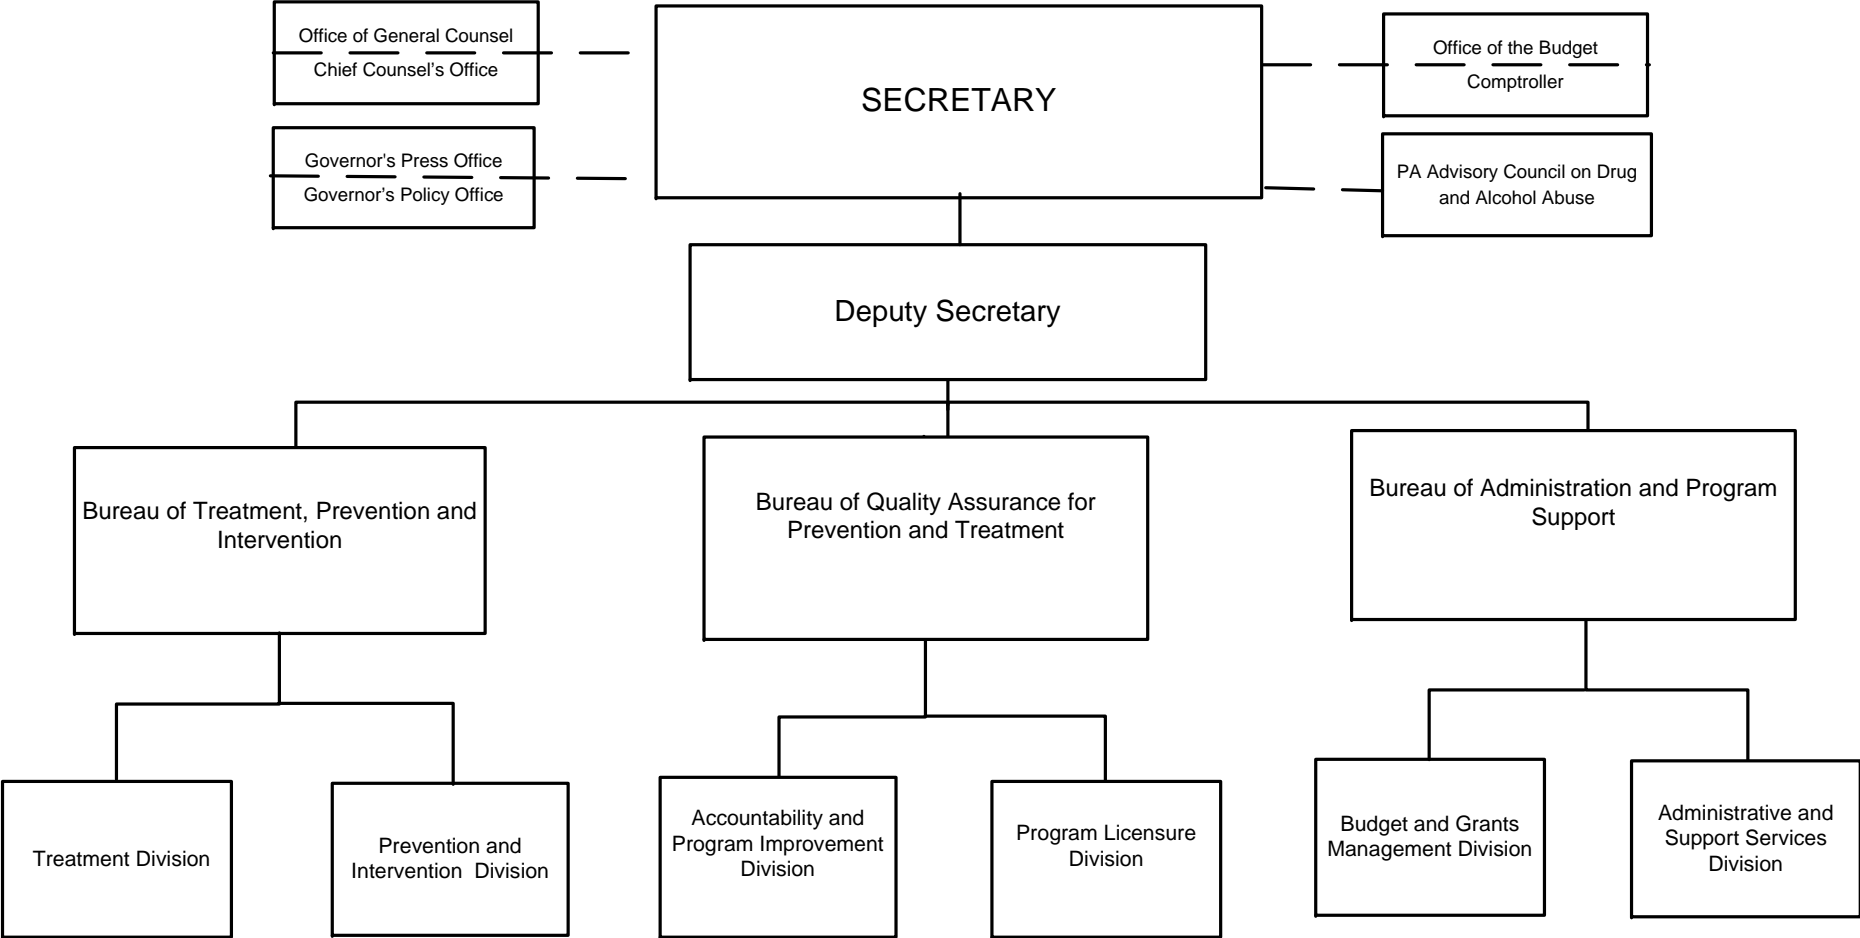 Office of General Counsel
Chief Counsel's Office
Governor's Press Office
Governor's Policy Office
SECRETARY
Office of the Budget
Comptroller
PA Advisory Council on Drug
and Alcohol Abuse
Deputy Secretary
Bureau of Treatment, Prevention and
Intervention
Bureau of Quality Assurance for
Prevention and Treatment
Bureau of Administration and Program
Support
Treatment Division
Prevention and
Intervention Division
Accountability and
Program Improvement
Division
Program Licensure
Division
Budget and Grants
Management Division
Administrative and
Support Services
Division